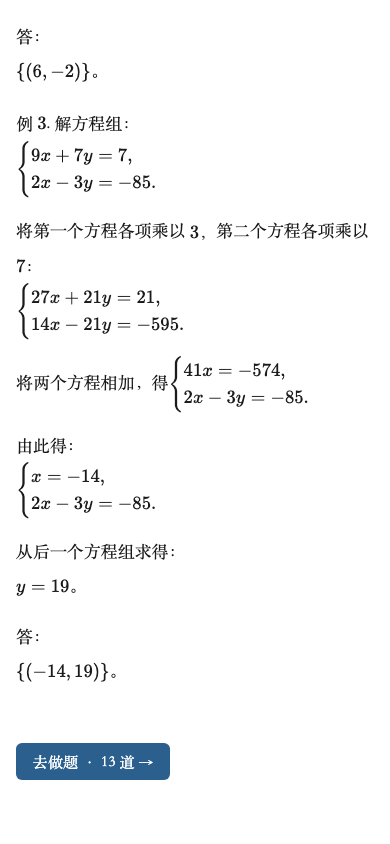 答：
{(6, −2)}。
例 3. 解方程组：
9x + 7y = 7,
2x − 3y = −85.
将第一个方程各项乘以 3，第二个方程各项乘以
7：
27x + 21y = 21,
14x − 21y = −595.
将两个方程相加，得 { 41x = −574,
2x − 3y = −85.
由此得：
x = −14,
2x − 3y = −85.
从后一个方程组求得：
y = 19。
答：
{(−14, 19)}。
去做题 · 13 道 →